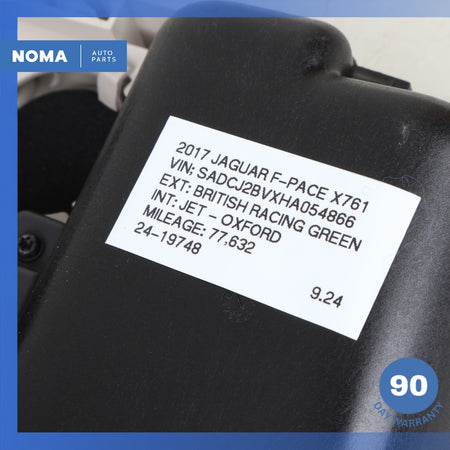 NOMA
AUTO
PARTS
2017 JAGUAR F-PACE X761
VIN: SADCJ2BVXHA054866
EXT: BRITISH RACING GREEN
INT: JET - OXFORD
MILEAGE: 77,632
24-19748
9.24
90
DAY WARRANTY